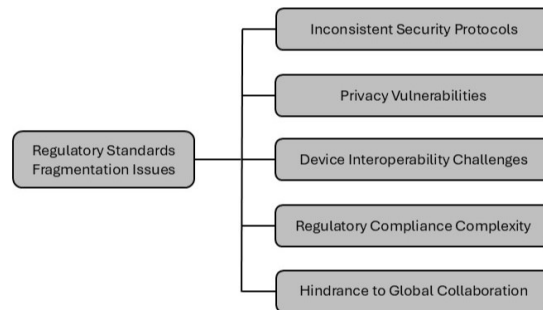 Inconsistent Security Protocols
Privacy Vulnerabilities
Regulatory Standards
Fragmentation Issues
Device Interoperability Challenges
Regulatory Compliance Complexity
Hindrance to Global Collaboration